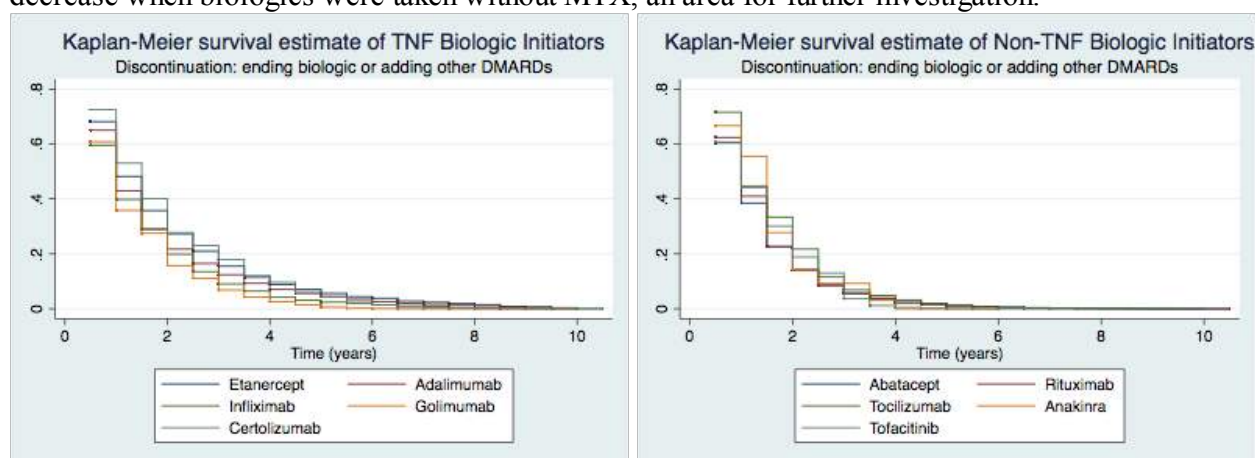 decrease when biologics were taken without MTX, an area for further investigation.
Kaplan-Meier survival estimate of TNF Biologic Initiators
Discontinuation: ending biologic or adding other DMARDs
.8
.6
.4
.2
0
0 2 4 6 8 10
Time (years)
Etanercept Adalimumab
Infliximab Golimumab
Certolizumab
Kaplan-Meier survival estimate of Non-TNF Biologic Initiators
Discontinuation: ending biologic or adding other DMARDs
.8
.6
.4
.2
0
0 2 4 6 8 10
Time (years)
Abatacept Rituximab
Tocilizumab Anakinra
Tofacitinib